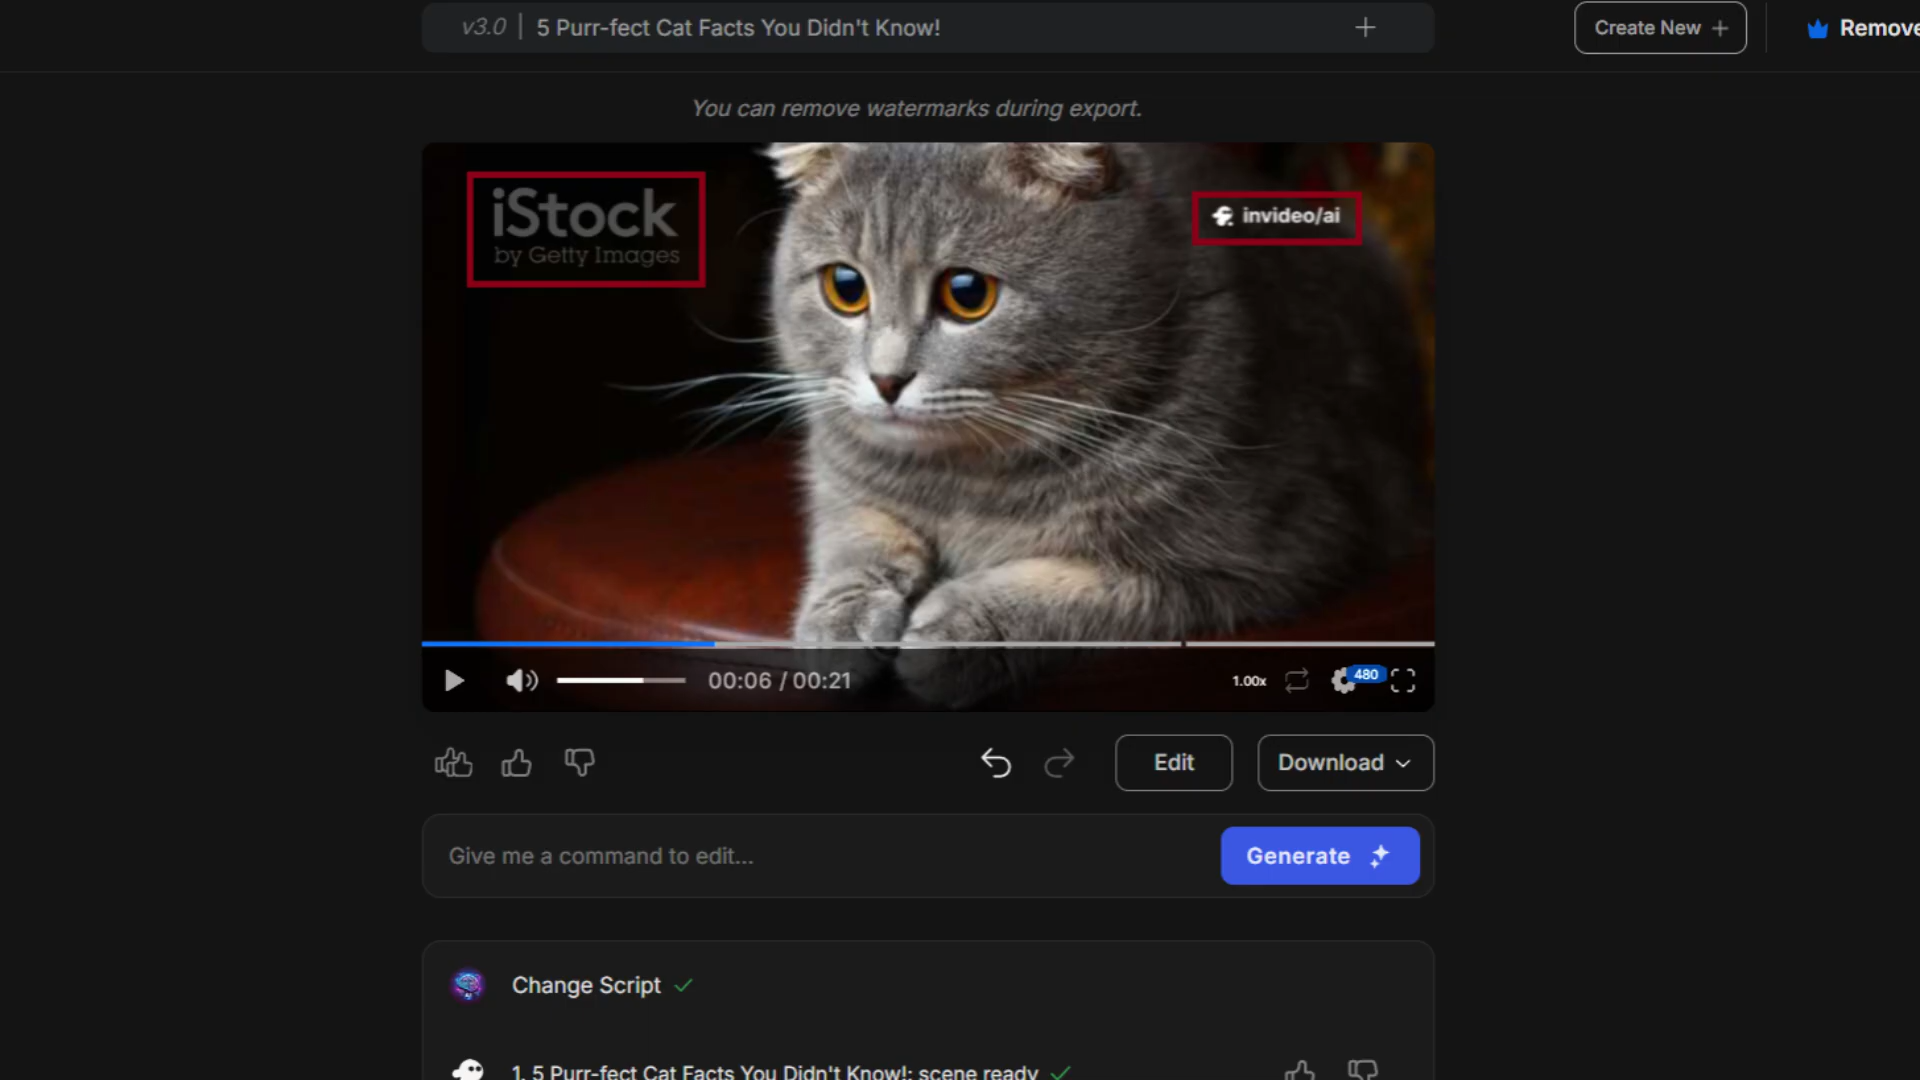 v3.0 | 5 Purr-fect Cat Facts You Didn't Know!
Create New
Remove
You can remove watermarks during export.
iStock
by Getty Images
invideo/ai
00:06 / 00:21
1.00x
480
Edit
Download
Give me a command to edit...
Generate
Change Script
1. 5 Purr-fect Cat Facts You Didn't Know!: scene ready